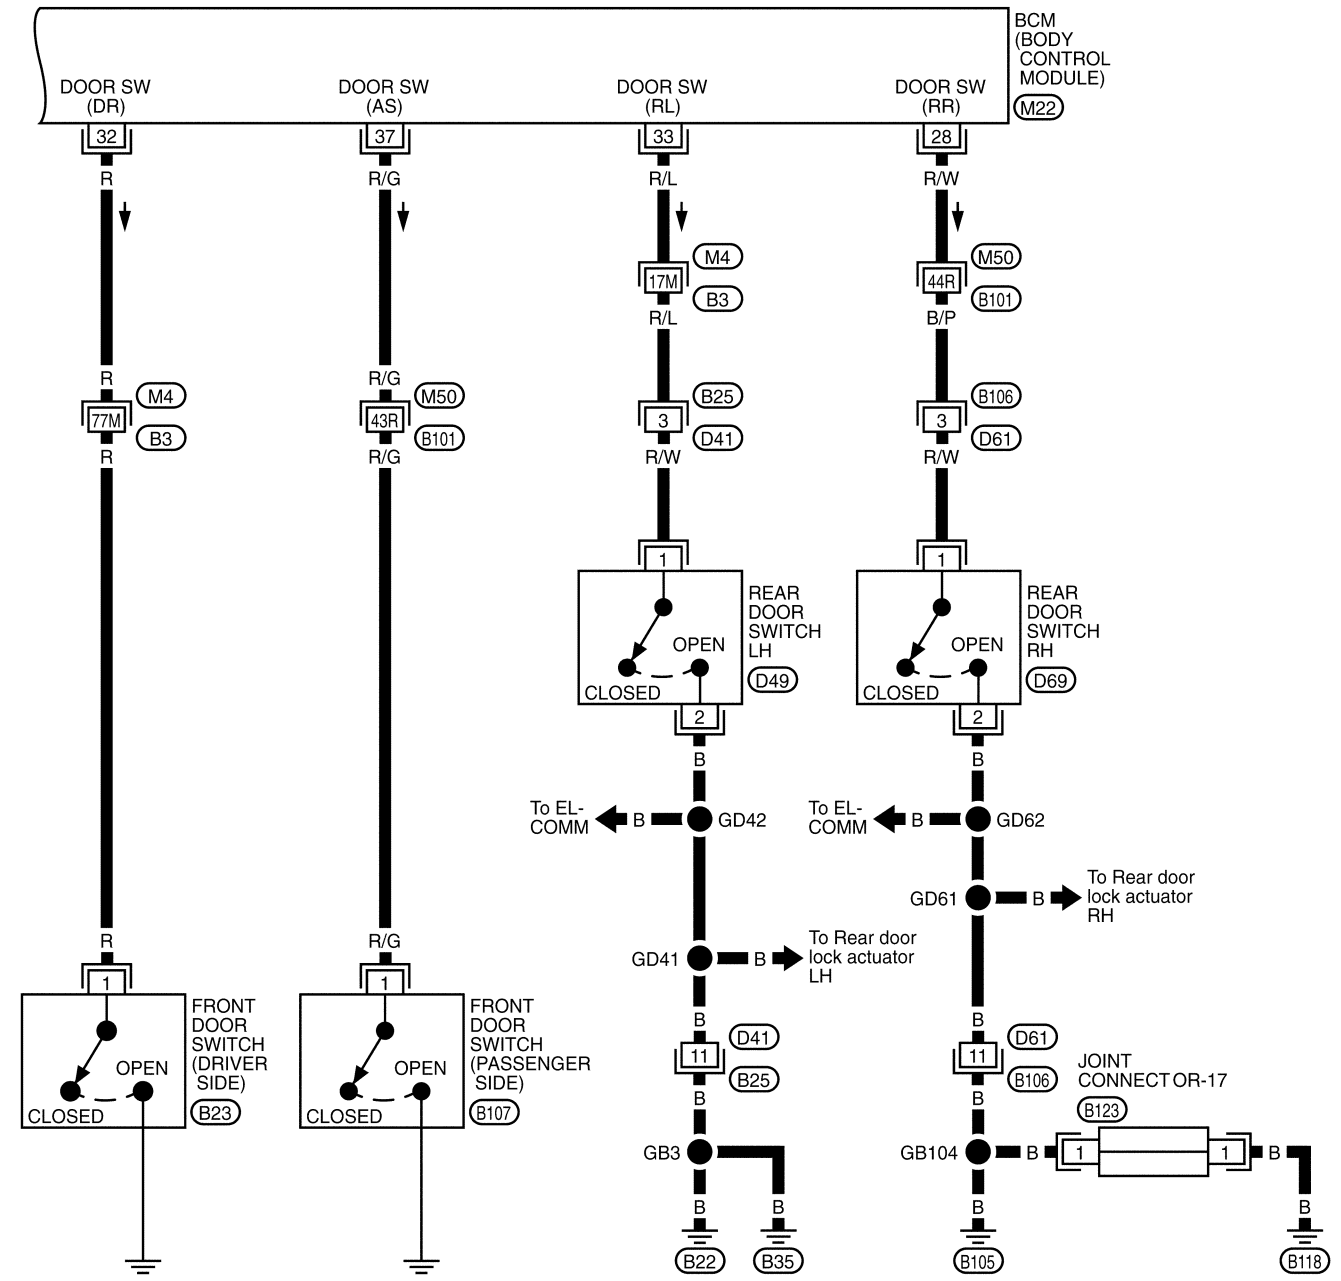 BCM
(BODY
CONTROL
MODULE)
M22
DOOR SW
(DR)
DOOR SW
(AS)
DOOR SW
(RL)
DOOR SW
(RR)
32
37
33
28
R
R/G
R/L
R/W
17M
M4
B3
44R
M50
B101
R/L
B/P
R
R/G
77M
M4
B3
43R
M50
B101
3
B25
D41
3
B106
D61
R
R/G
R/W
R/W
1
OPEN
CLOSED
REAR
DOOR
SWITCH
LH
D49
2
1
OPEN
CLOSED
REAR
DOOR
SWITCH
RH
D69
2
B
B
To EL-
COMM
B
GD42
To EL-
COMM
B
GD62
GD61
B
To Rear door
lock actuator
RH
GD41
B
To Rear door
lock actuator
LH
R
R/G
1
OPEN
CLOSED
FRONT
DOOR
SWITCH
(DRIVER
SIDE)
B23
1
OPEN
CLOSED
FRONT
DOOR
SWITCH
(PASSENGER
SIDE)
B107
B
B
11
D41
B25
11
D61
B106
B
B
JOINT
CONNECTOR-17
B123
GB3
GB104
B
1
1
B
B
B
B
B
B22
B35
B105
B118